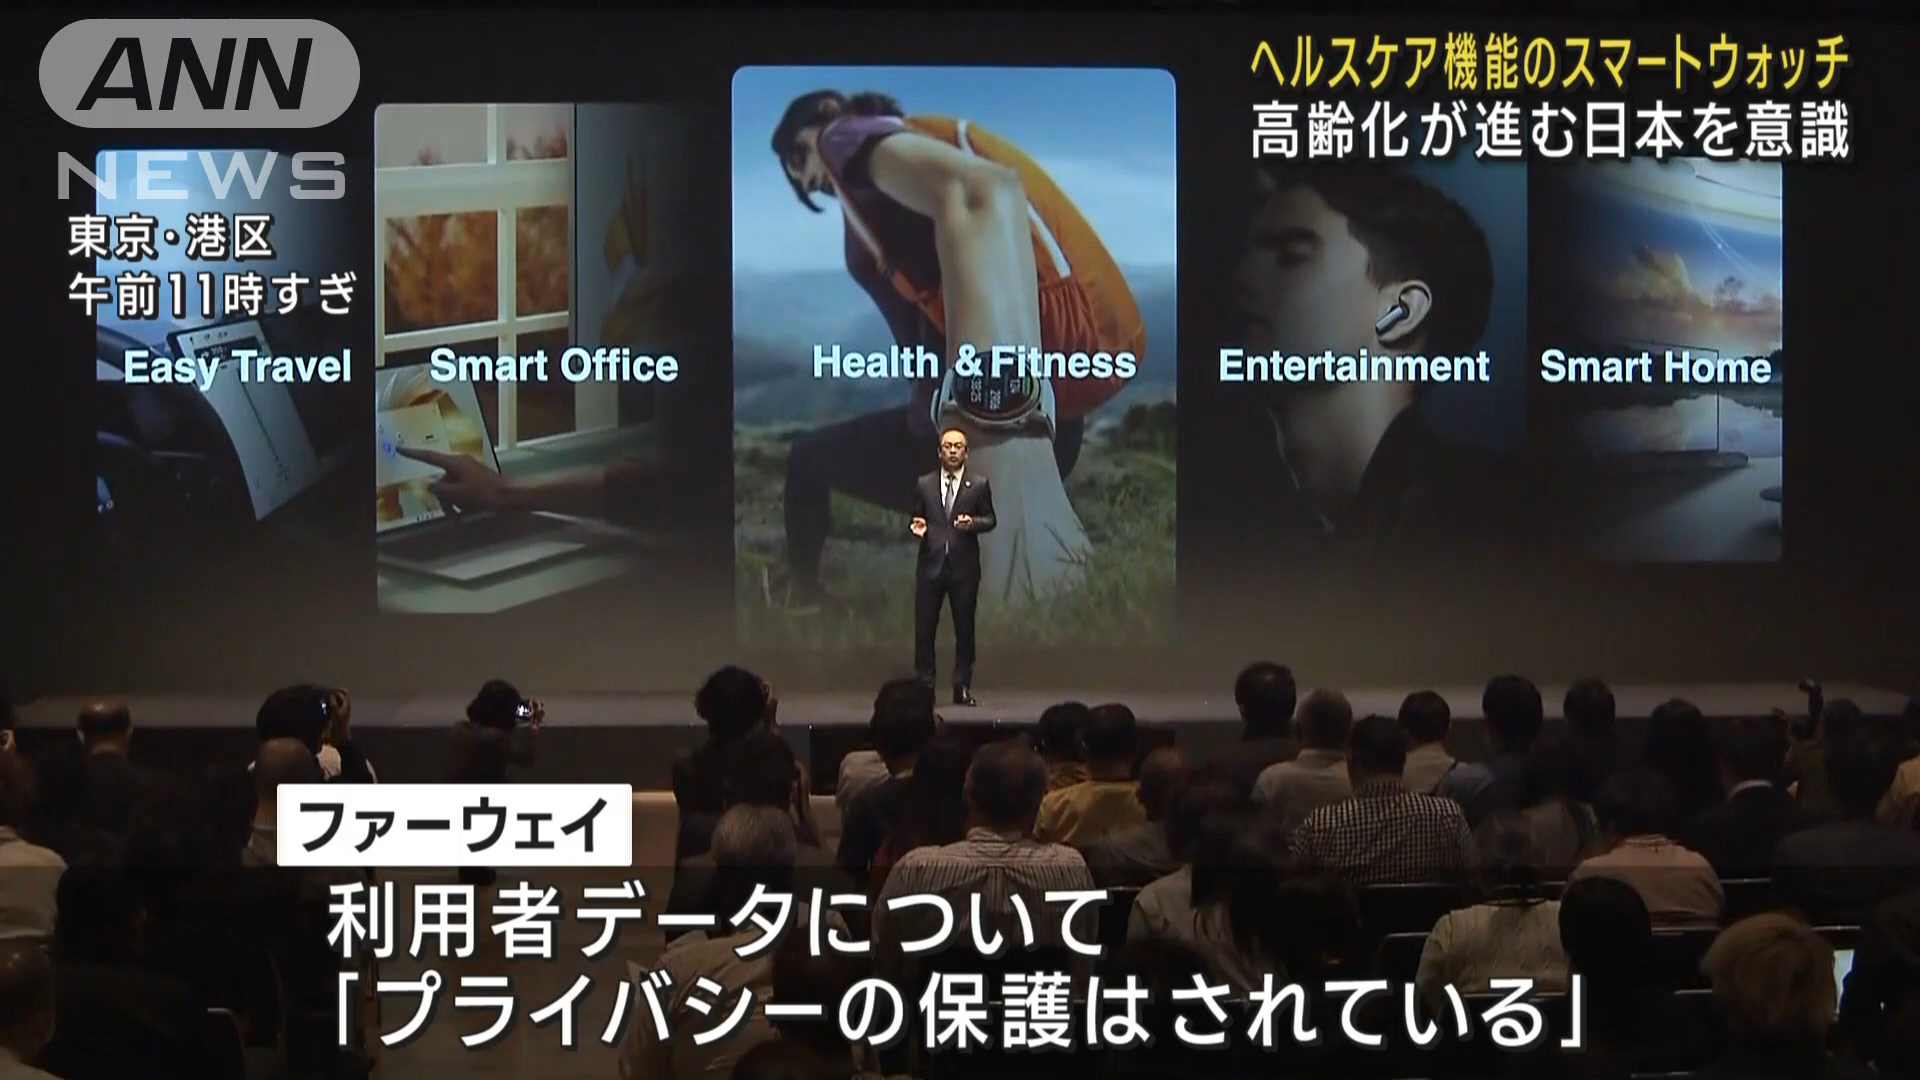 ANN
NEWS
ヘルスケア機能のスマートウォッチ
高齢化が進む日本を意識
東京・港区
午前11時すぎ
Easy Travel
Smart Office
Health & Fitness
Entertainment
Smart Home
ファーウェイ
利用者データについて
「プライバシーの保護はされている」